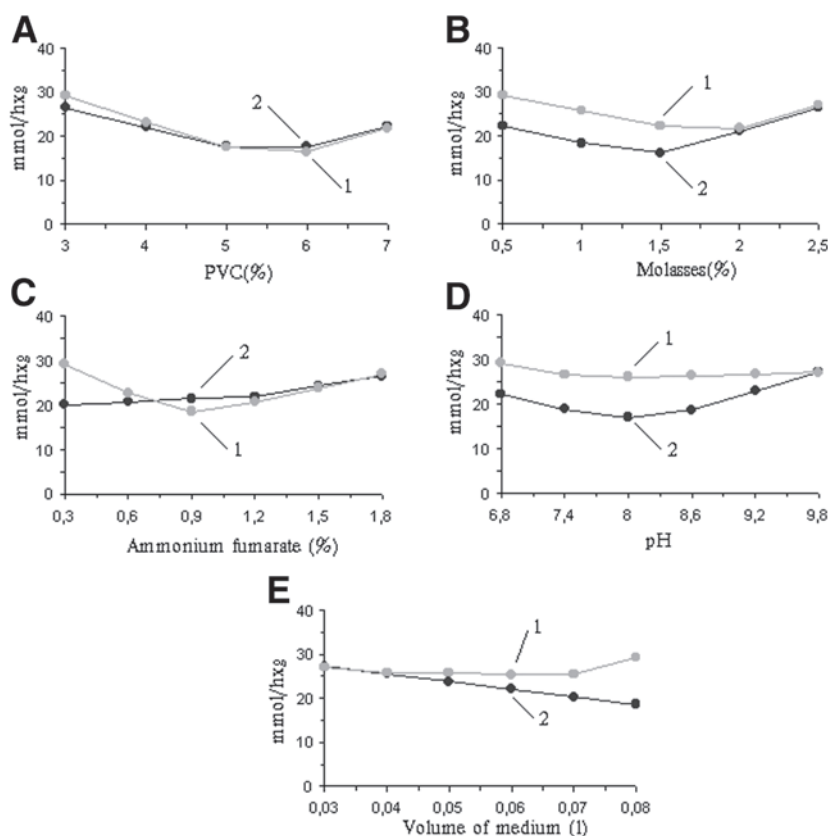 A
40
30
20
10
0
mmol/hxg
2
1
3 4 5 6 7
PVC(%)
B
40
30
20
10
0
mmol/hxg
1
2
0,5 1 1,5 2 2,5
Molasses(%)
C
40
30
20
10
0
mmol/hxg
2
1
0,3 0,6 0,9 1,2 1,5 1,8
Ammonium fumarate (%)
D
40
30
20
10
0
mmol/hxg
1
2
6,8 7,4 8 8,6 9,2 9,8
pH
E
40
30
20
10
0
mmol/hxg
1
2
0,03 0,04 0,05 0,06 0,07 0,08
Volume of medium (l)